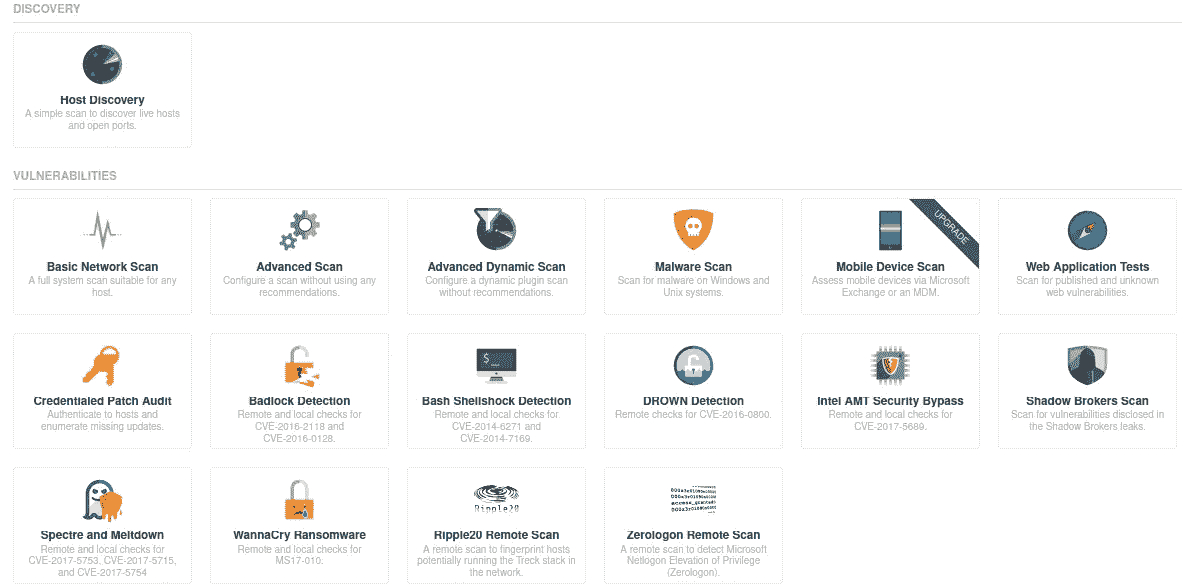 DISCOVERY
Host Discovery
A simple scan to discover live hosts
and open ports.
VULNERABILITIES
Basic Network Scan
A full system scan suitable for any
host.
Advanced Scan
Configure a scan without using any
recommendations.
Advanced Dynamic Scan
Configure a dynamic plugin scan
without recommendations.
Malware Scan
Scan for malware on Windows and
Unix systems.
UPGRADE
Mobile Device Scan
Assess mobile devices via Microsoft
Exchange or an MDM.
Web Application Tests
Scan for published and unknown
web vulnerabilities.
Credentialed Patch Audit
Authenticate to hosts and
enumerate missing updates.
Badlock Detection
Remote and local checks for
CVE-2016-2118 and
CVE-2016-0128.
$_
Bash Shellshock Detection
Remote and local checks for
CVE-2014-6271 and
CVE-2014-7169.
DROWN Detection
Remote checks for CVE-2016-0800.
Intel AMT Security Bypass
Remote and local checks for
CVE-2017-5689.
Shadow Brokers Scan
Scan for vulnerabilities disclosed in
the Shadow Brokers leaks.
Spectre and Meltdown
Remote and local checks for
CVE-2017-5753, CVE-2017-5715,
and CVE-2017-5754
WannaCry Ransomware
Remote and local checks for
MS17-010.
Ripple20
Ripple20 Remote Scan
A remote scan to fingerprint hosts
potentially running the Treck stack in
the network.
Zerologon Remote Scan
A remote scan to detect Microsoft
Netlogon Elevation of Privilege
(Zerologon).